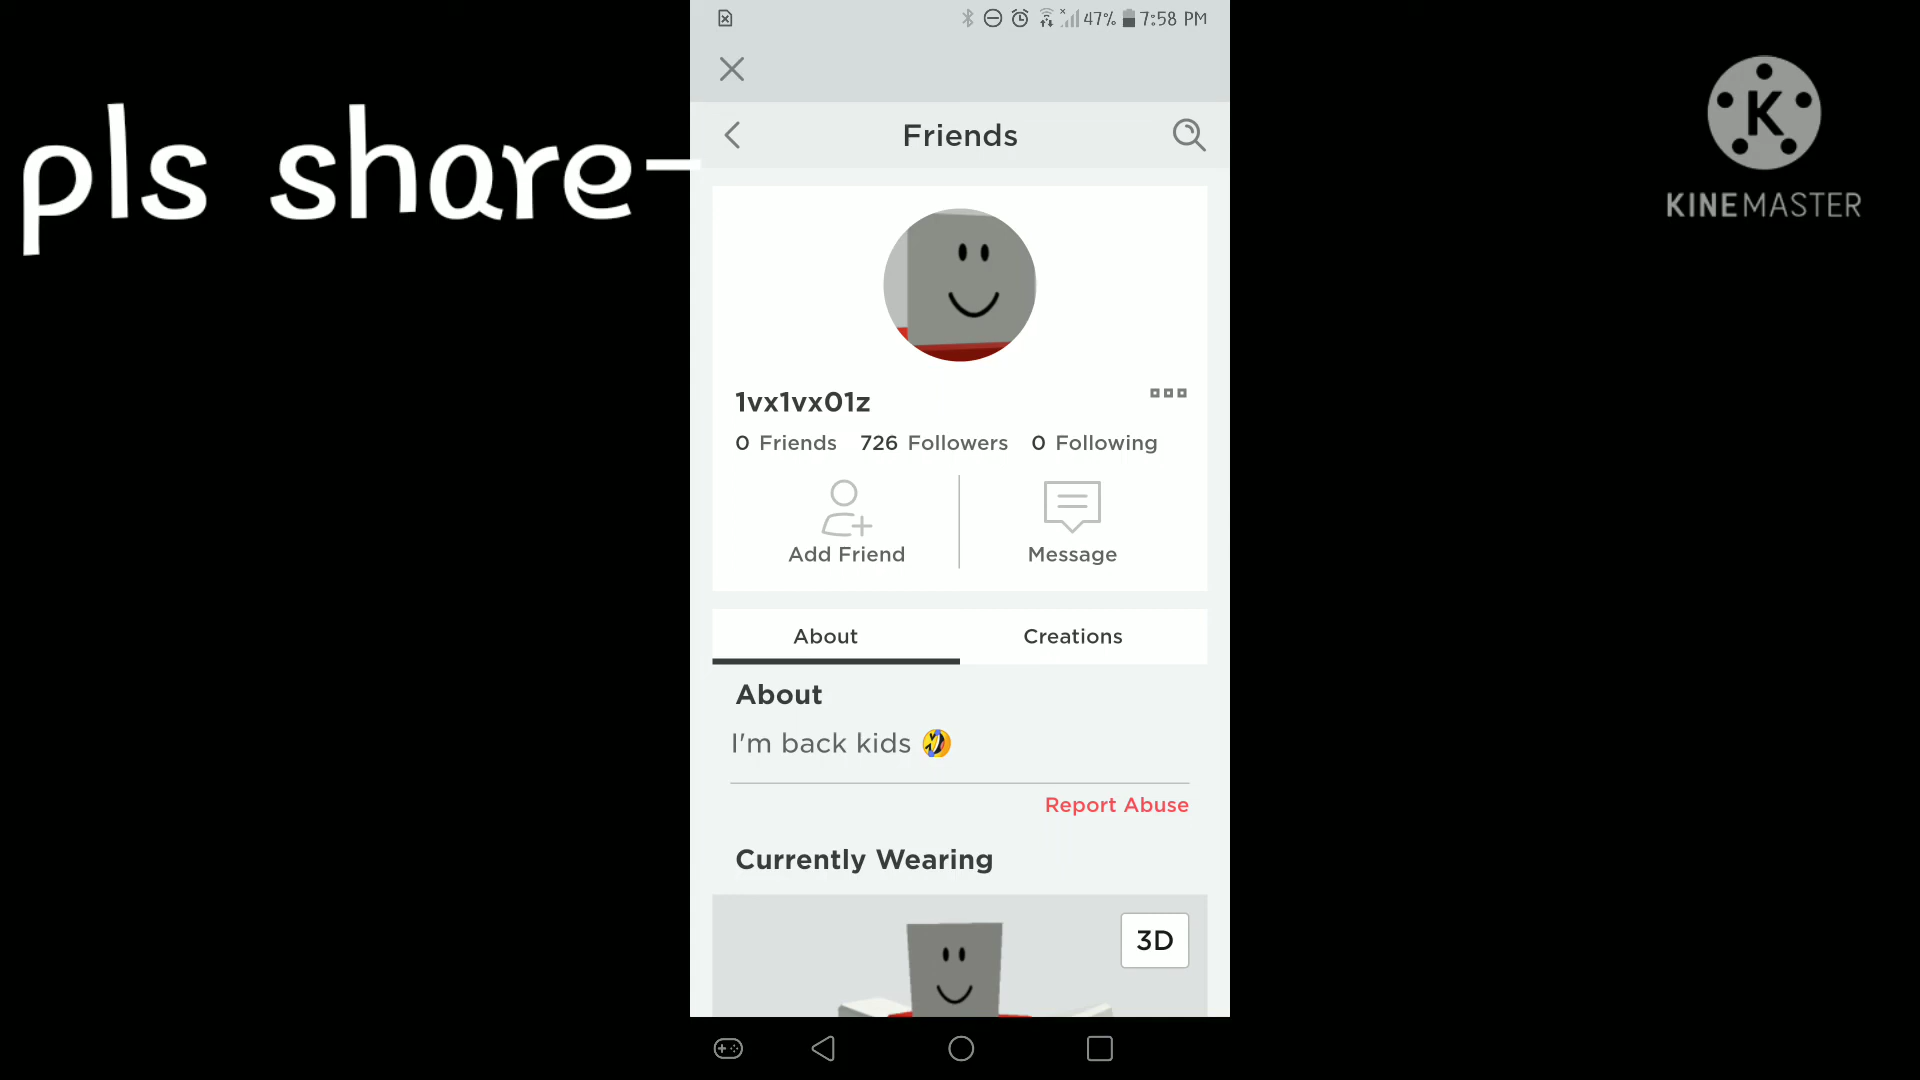 47% 7:58 PM
pls share-
KINEMASTER
Friends
1vx1vx01z
0 Friends 726 Followers 0 Following
Add Friend Message
About Creations
About
I'm back kids 🤣
Report Abuse
Currently Wearing
3D